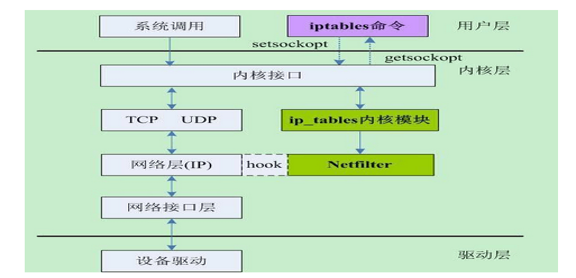 系统调用
iptables命令
用户层
setsockopt
getsockopt
内核接口
内核层
TCP UDP
ip_tables内核模块
网络层(IP)
hook
Netfilter
网络接口层
设备驱动
驱动层